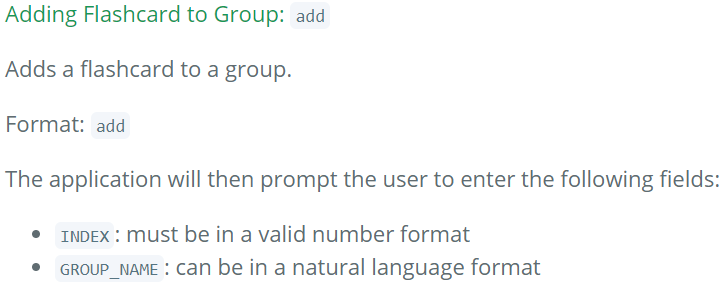 Adding Flashcard to Group: add
Adds a flashcard to a group.
Format: add
The application will then prompt the user to enter the following fields:
• INDEX: must be in a valid number format
• GROUP_NAME: can be in a natural language format